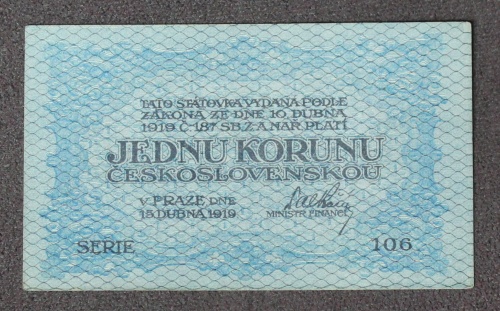 TATO STÁTOVKA VYDANÁ PODLE
ZÁKONA ZE DNE 10. DUBNA
1919 Č. 187 SB. Z. A NAŘ. PLATÍ
JEDNU KORUNU
ČESKOSLOVENSKOU
V PRAZE DNE
15. DUBNA 1919
MINISTR FINANCÍ
SERIE 106